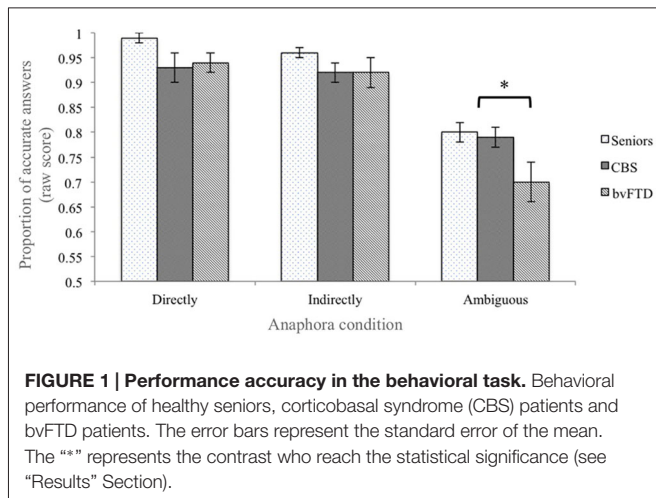 Proportion of accurate answers
(raw score)
1
0.95
0.9
0.85
0.8
0.75
0.7
0.65
0.6
0.55
0.5
*
Seniors
CBS
bvFTD
Directly
Indirectly
Ambiguous
Anaphora condition
FIGURE 1 | Performance accuracy in the behavioral task. Behavioral
performance of healthy seniors, corticobasal syndrome (CBS) patients and
bvFTD patients. The error bars represent the standard error of the mean.
The “*” represents the contrast who reach the statistical significance (see
“Results” Section).